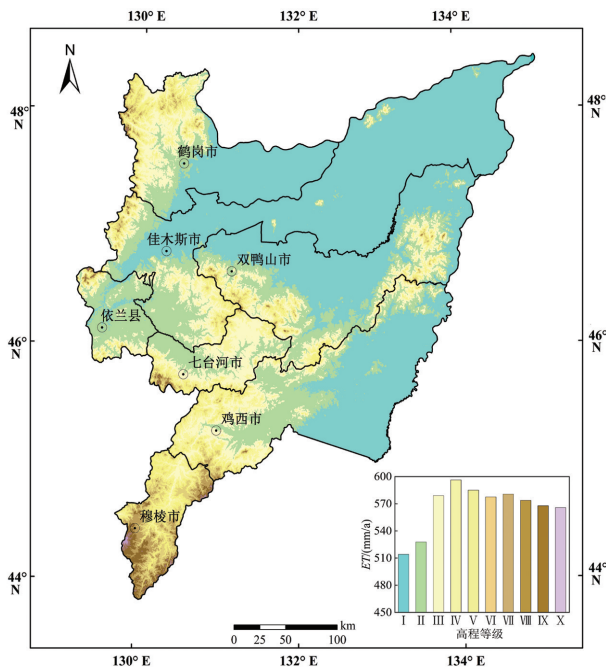 130° E
132° E
134° E
N
48°
N
48°
N
鹤岗市
佳木斯市
双鸭山市
依兰县
46°
N
46°
N
七台河市
鸡西市
穆棱市
44°
N
44°
N
ET/(mm/a)
600
570
540
510
480
450
Ⅰ Ⅱ Ⅲ Ⅳ Ⅴ Ⅵ Ⅶ Ⅷ Ⅸ Ⅹ
高程等级
km
0 25 50 100
130° E
132° E
134° E